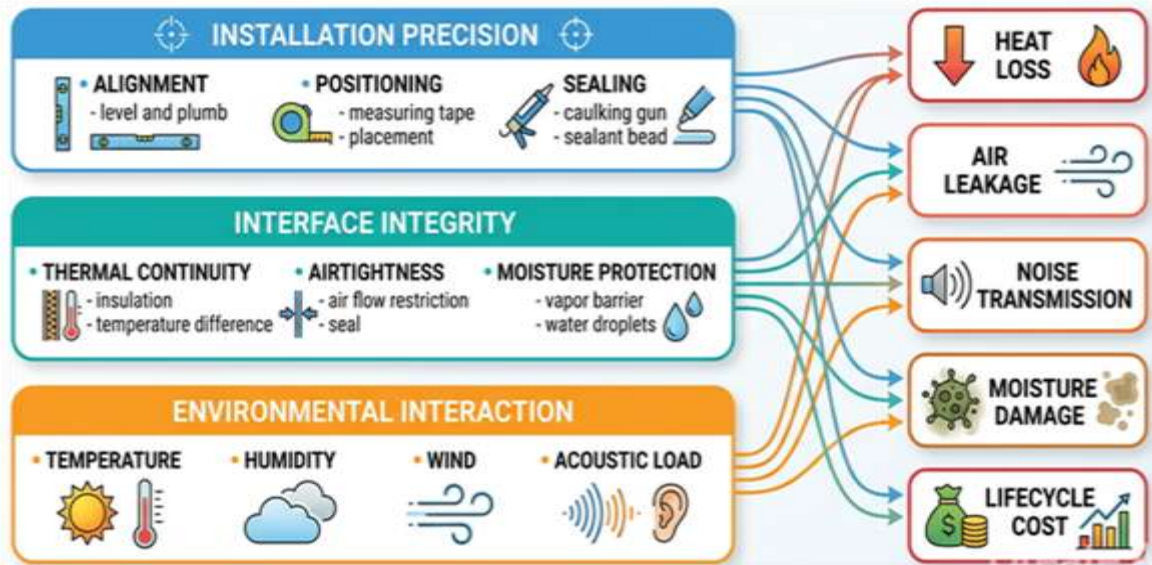 INSTALLATION PRECISION
• ALIGNMENT
- level and plumb
• POSITIONING
- measuring tape
- placement
SEALING
- caulking gun
- sealant bead
INTERFACE INTEGRITY
• THERMAL CONTINUITY
- insulation
- temperature difference
• AIRTIGHTNESS
- air flow restriction
- seal
• MOISTURE PROTECTION
- vapor barrier
- water droplets
ENVIRONMENTAL INTERACTION
• TEMPERATURE
• HUMIDITY
• WIND
• ACOUSTIC LOAD
HEAT
LOSS
AIR
LEAKAGE
NOISE
TRANSMISSION
MOISTURE
DAMAGE
$
LIFECYCLE
COST